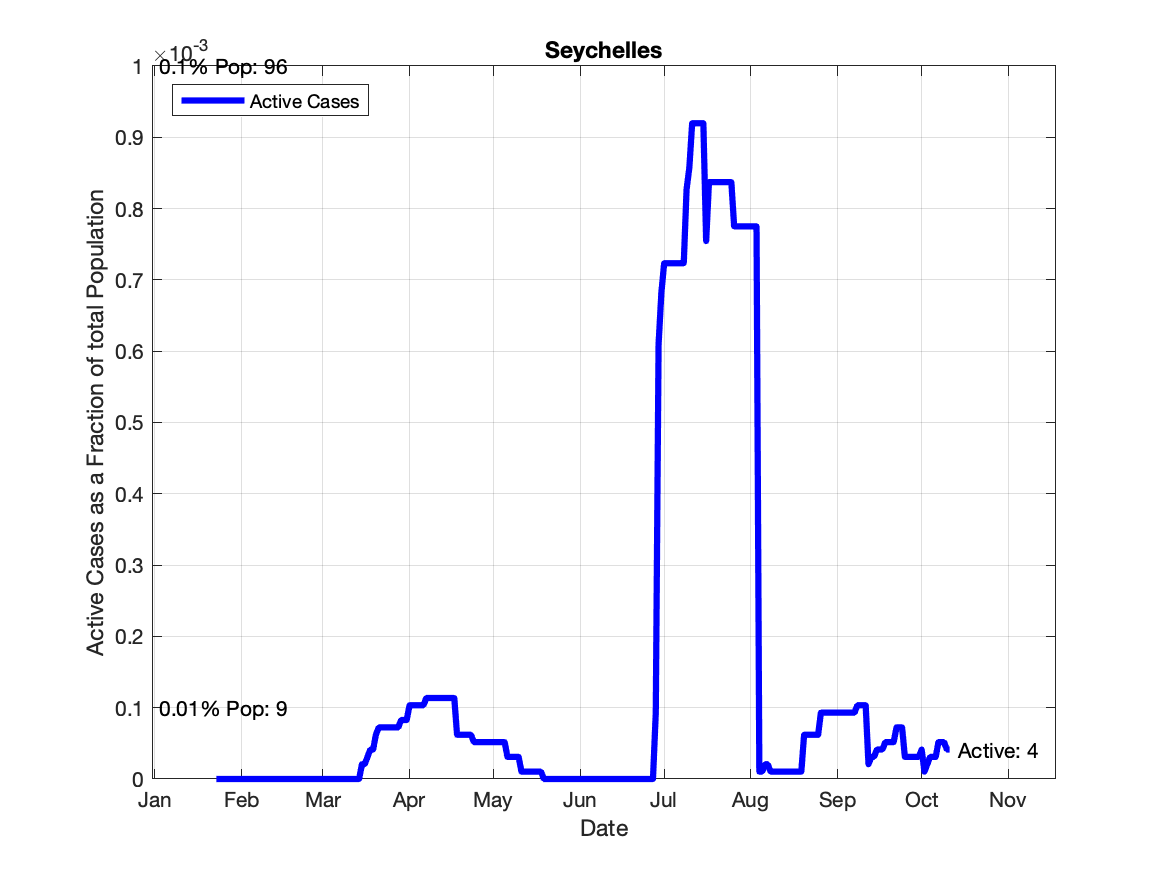 Seychelles
×10-3
0.1% Pop: 96
Active Cases
1
0.9
0.8
0.7
0.6
0.5
0.4
0.3
0.2
0.1
0
0.01% Pop: 9
Active: 4
Active Cases as a Fraction of total Population
Jan Feb Mar Apr May Jun Jul Aug Sep Oct Nov
Date